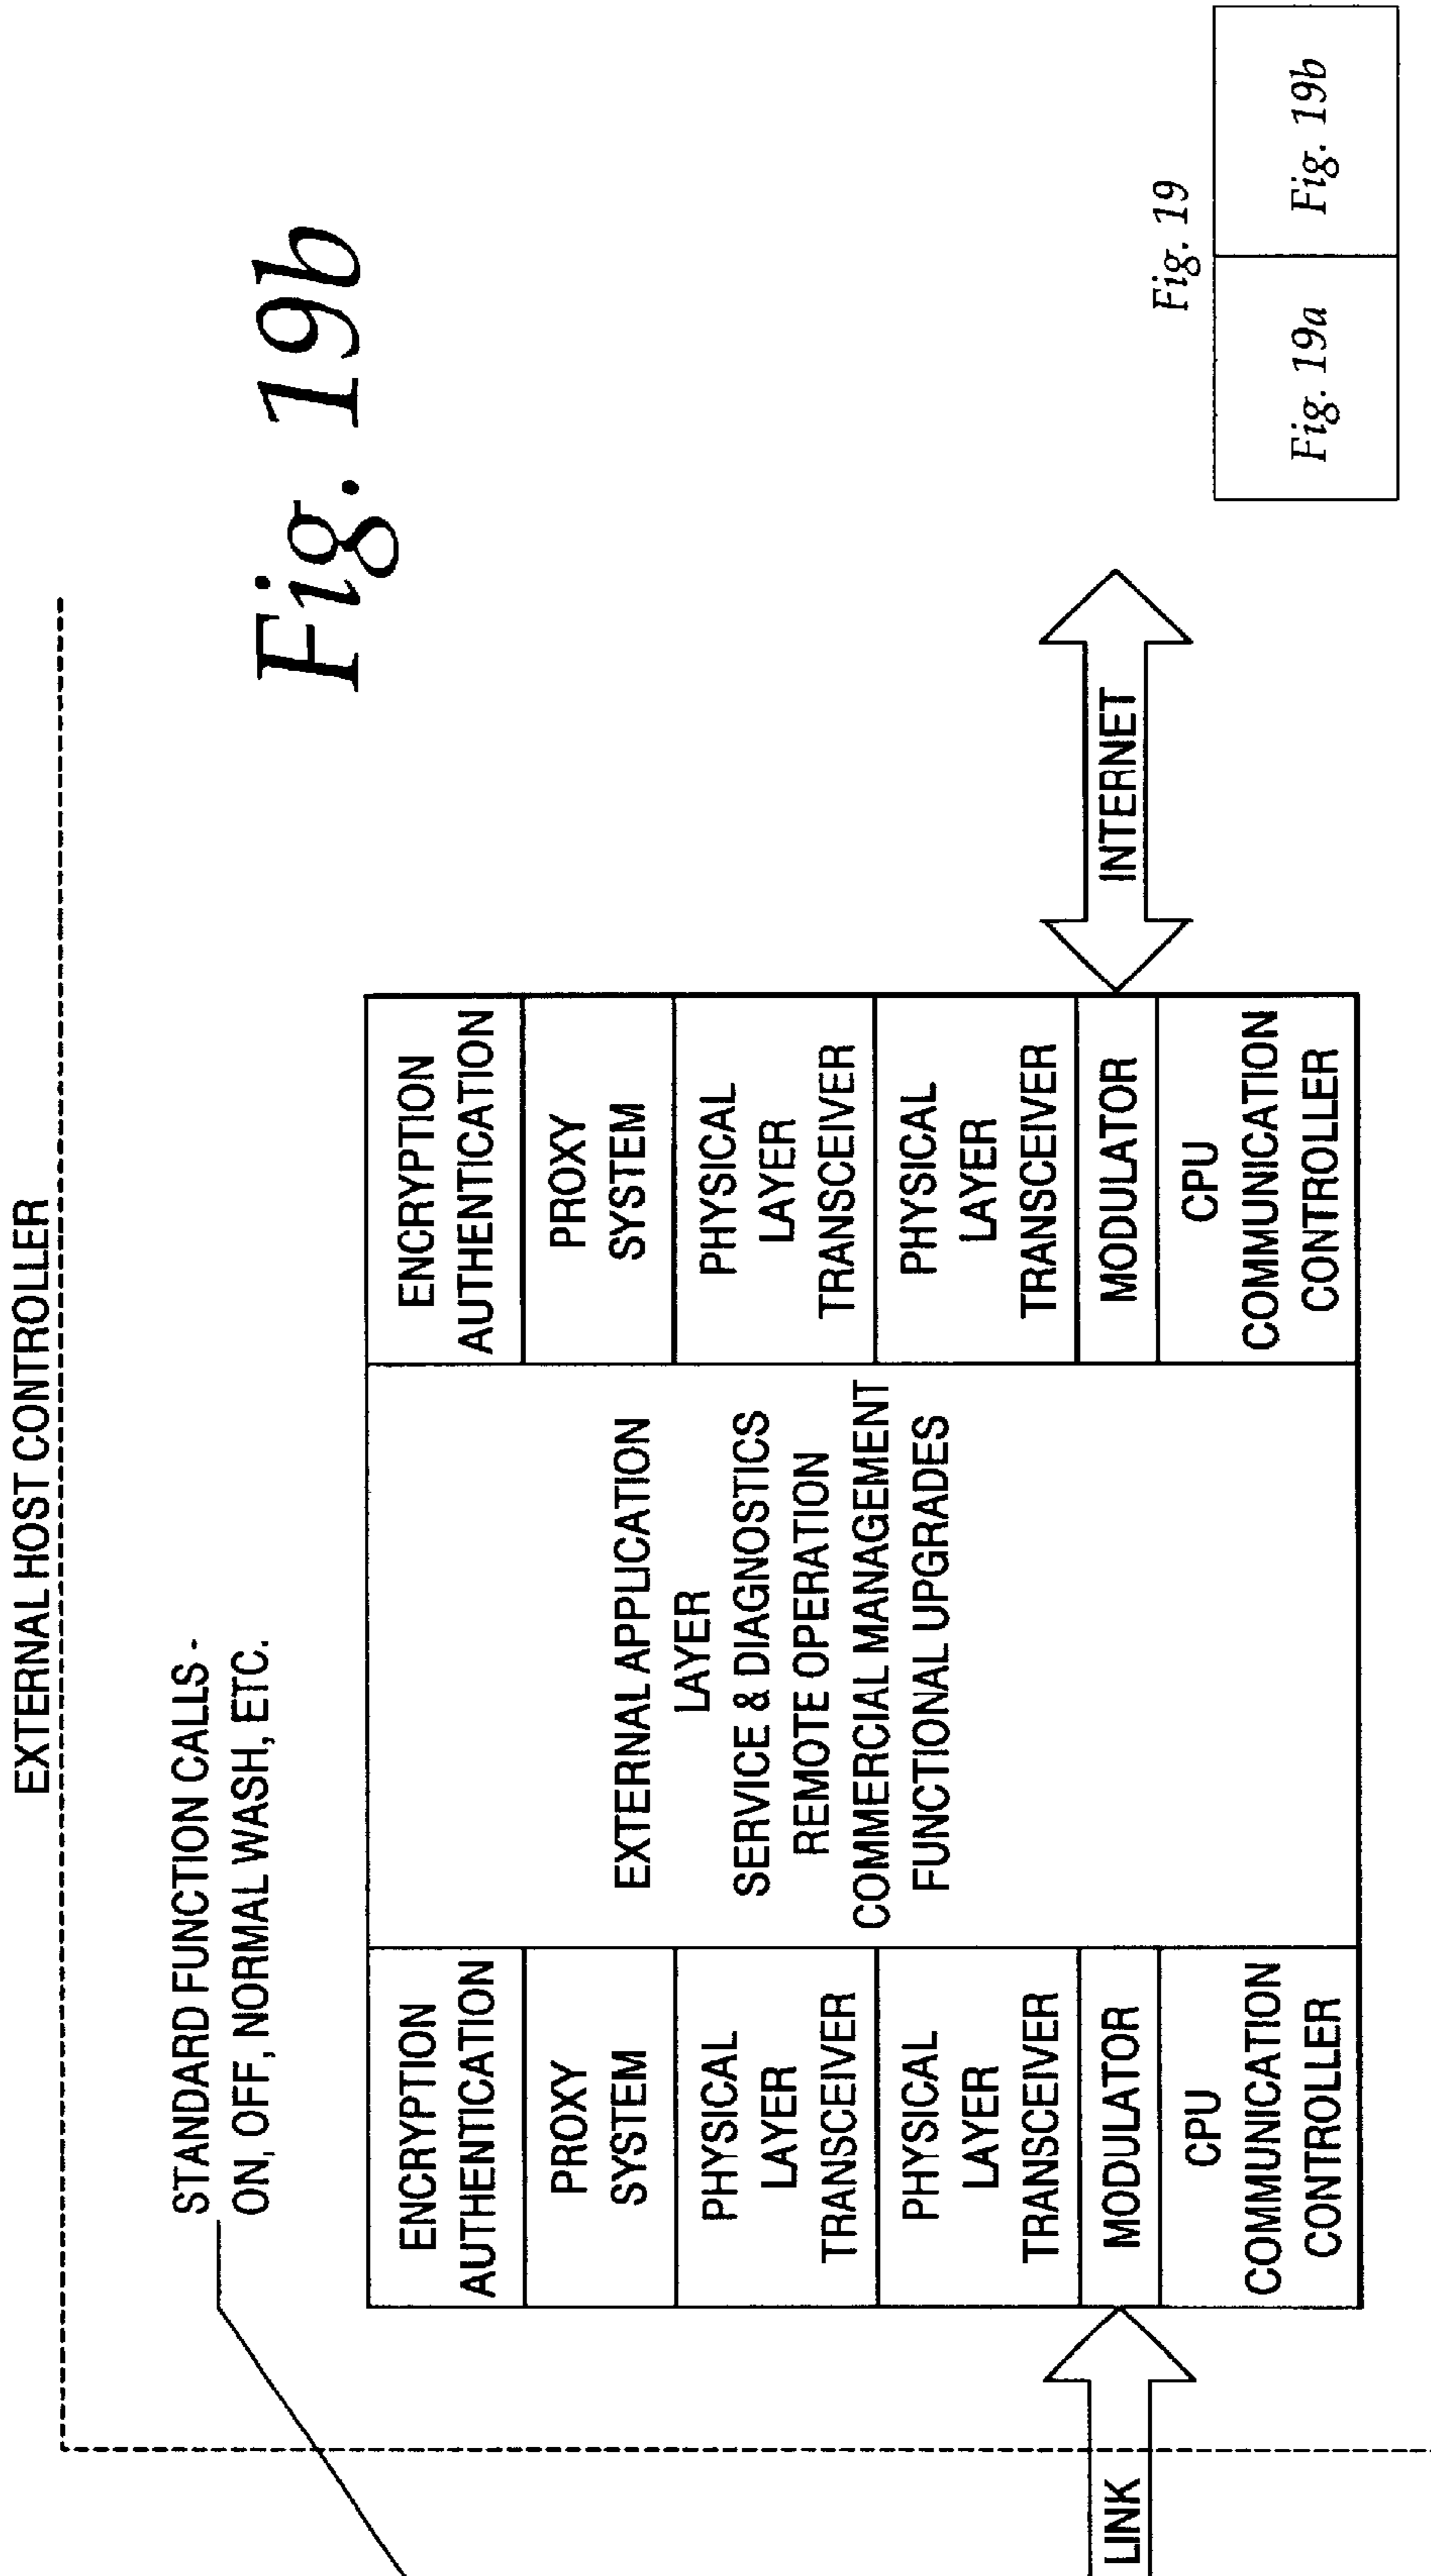 EXTERNAL HOST CONTROLLER
STANDARD FUNCTION CALLS -
ON, OFF, NORMAL WASH, ETC.
Fig. 19b
ENCRYPTION
AUTHENTICATION
PROXY
SYSTEM
PHYSICAL
LAYER
TRANSCEIVER
PHYSICAL
LAYER
TRANSCEIVER
MODULATOR
CPU
COMMUNICATION
CONTROLLER
EXTERNAL APPLICATION
LAYER
SERVICE & DIAGNOSTICS
REMOTE OPERATION
COMMERCIAL MANAGEMENT
FUNCTIONAL UPGRADES
ENCRYPTION
AUTHENTICATION
PROXY
SYSTEM
PHYSICAL
LAYER
TRANSCEIVER
PHYSICAL
LAYER
TRANSCEIVER
MODULATOR
CPU
COMMUNICATION
CONTROLLER
LINK
INTERNET
Fig. 19
Fig. 19a
Fig. 19b